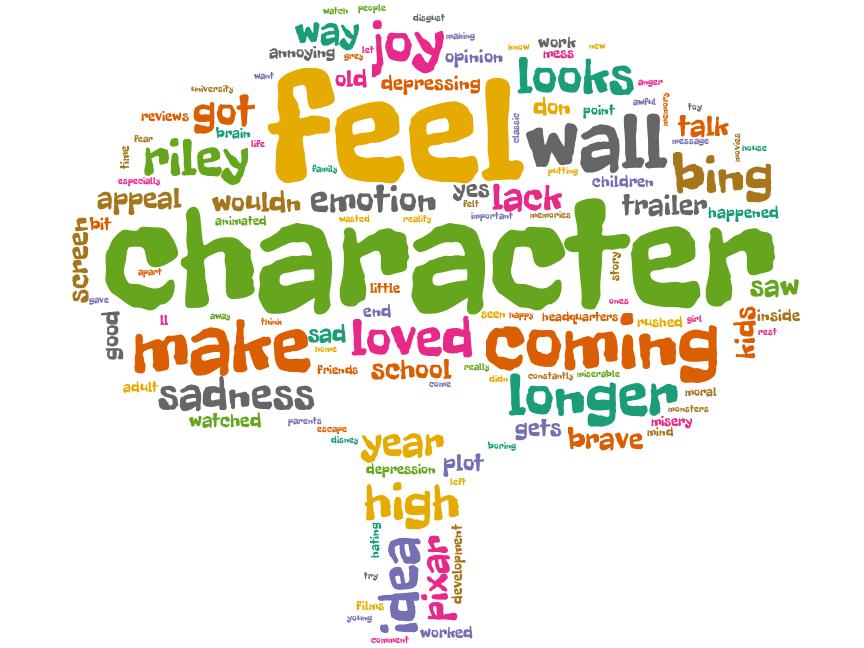 watch people
disgust
way
joy
making
annoying
grey
let
opinion
know
work
mess
new
want
old
depressing
looks
anger
university
feel
reviews
got
brain
life
don
point
awful
memory
toy
classic
wall
talk
message
movies
house
time
fear
riley
family
putting
children
bing
especially
appeal
wouldn
emotion
yes
felt
lack
trailer
happened
bit
animated
wasted
reality
important
memories
screen
character
apart
story
little
saw
gave
ones
good
ll
away
think
end
seen
happy
headquarters
rushed
girl
kids
inside
rest
make
sad
home
loved
coming
friends
school
really
come
didn
constantly
miserable
adult
sadness
longer
moral
monsters
watched
parents
escape
disney
gets
brave
misery
mind
year
boring
depression
plot
left
high
hating
idea
pixar
development
try
films
young
comment
worked